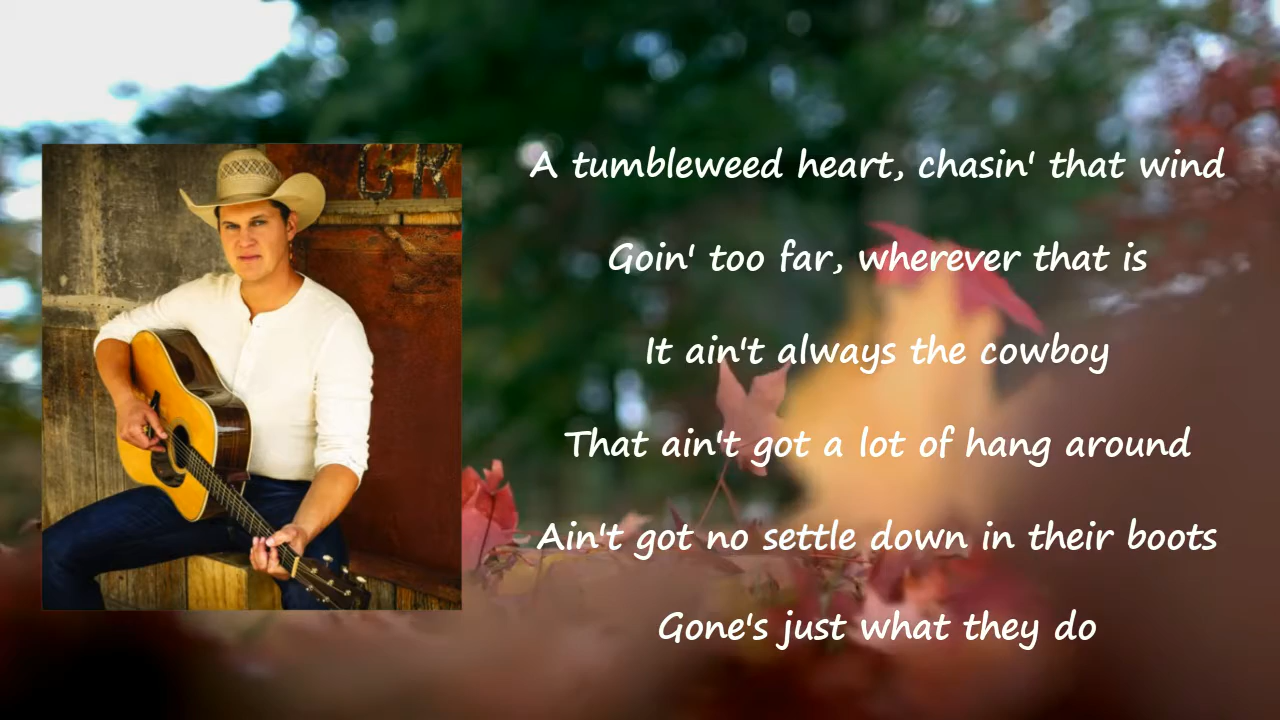 GR
A tumbleweed heart, chasin' that wind
Goin' too far, wherever that is
It ain't always the cowboy
That ain't got a lot of hang around
Ain't got no settle down in their boots
Gone's just what they do